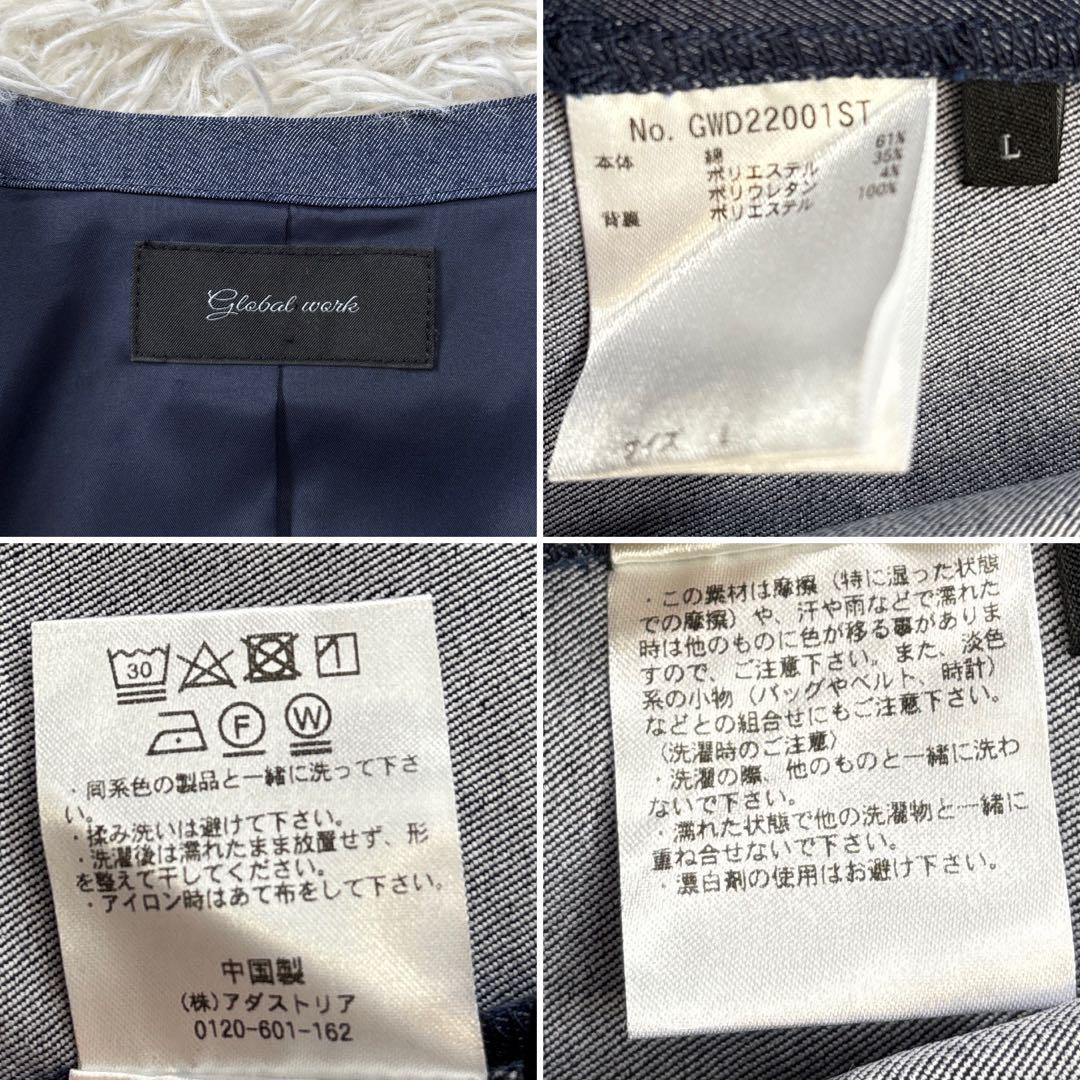 Global work
No. GWD22001ST
本体 綿 61%
ポリエステル 35%
ポリウレタン 4%
背裏 ポリエステル 100%
サイズ L
L
30
F W
・同系色の製品と一緒に洗って下さ
い。
・揉み洗いは避けて下さい。
・洗濯後は濡れたまま放置せず、形
を整えて干してください。
・アイロン時はあて布をして下さい。
中国製
(株)アダストリア
0120-601-162
・この素材は摩擦(特に湿った状態
での摩擦)や、汗や雨などで濡れた
時は他のものに色が移る事がありま
すので、ご注意下さい。また、淡色
系の小物(バッグやベルト、時計)
などとの組合せにもご注意下さい。
〈洗濯時のご注意〉
・洗濯の際、他のものと一緒に洗わ
ないで下さい。
・濡れた状態で他の洗濯物と一緒に
重ね合せないで下さい。
・漂白剤の使用はお避け下さい。